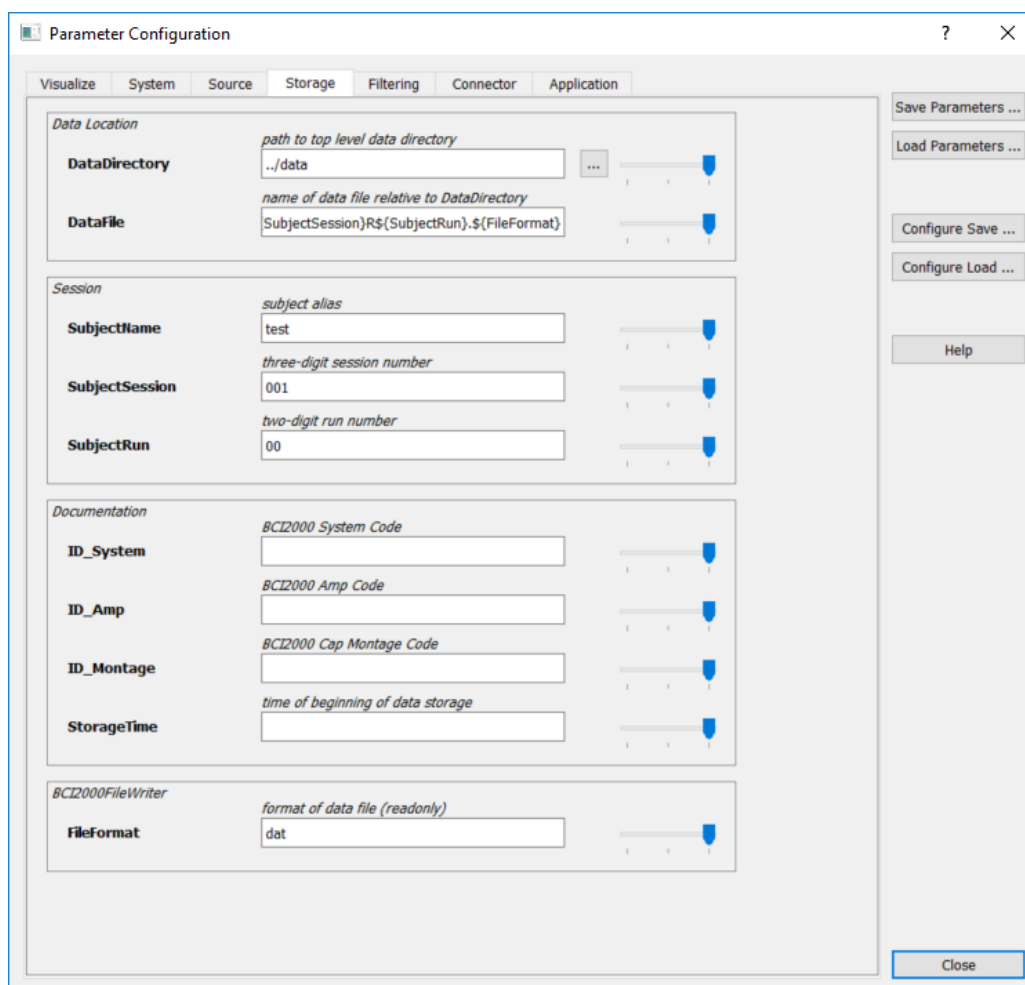 Parameter Configuration
?
Visualize System Source Storage Filtering Connector Application
Save Parameters ...
Load Parameters ...
Configure Save ...
Configure Load ...
Help
Data Location
path to top level data directory
DataDirectory ../data ...
name of data file relative to DataDirectory
DataFile SubjectSession}R${SubjectRun}.${FileFormat}
Session
subject alias
SubjectName test
three-digit session number
SubjectSession 001
two-digit run number
SubjectRun 00
Documentation
BCI2000 System Code
ID_System
BCI2000 Amp Code
ID_Amp
BCI2000 Cap Montage Code
ID_Montage
time of beginning of data storage
StorageTime
BCI2000FileWriter
format of data file (readonly)
FileFormat dat
Close